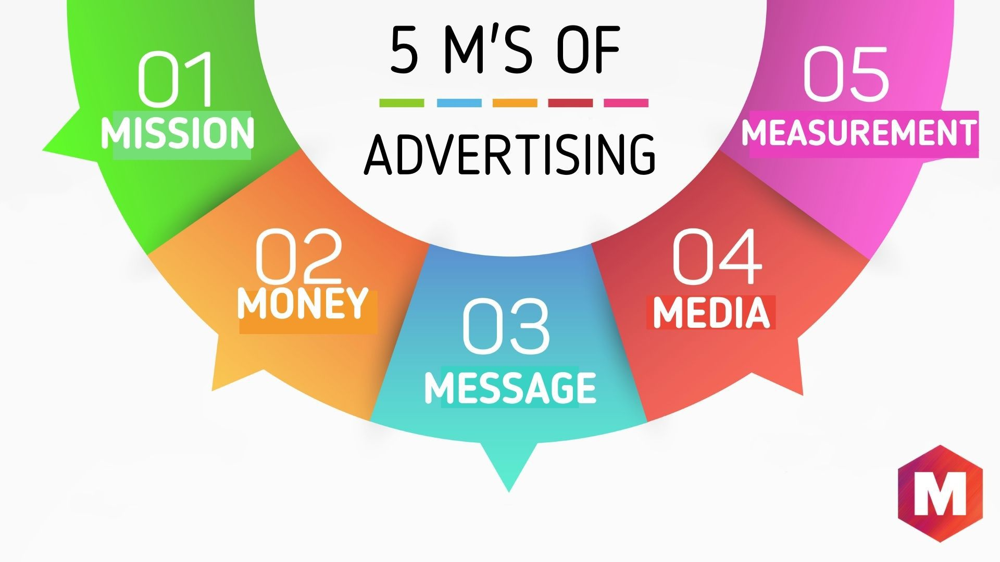 5 M'S OF
ADVERTISING
01
MISSION
02
MONEY
03
MESSAGE
04
MEDIA
05
MEASUREMENT
M